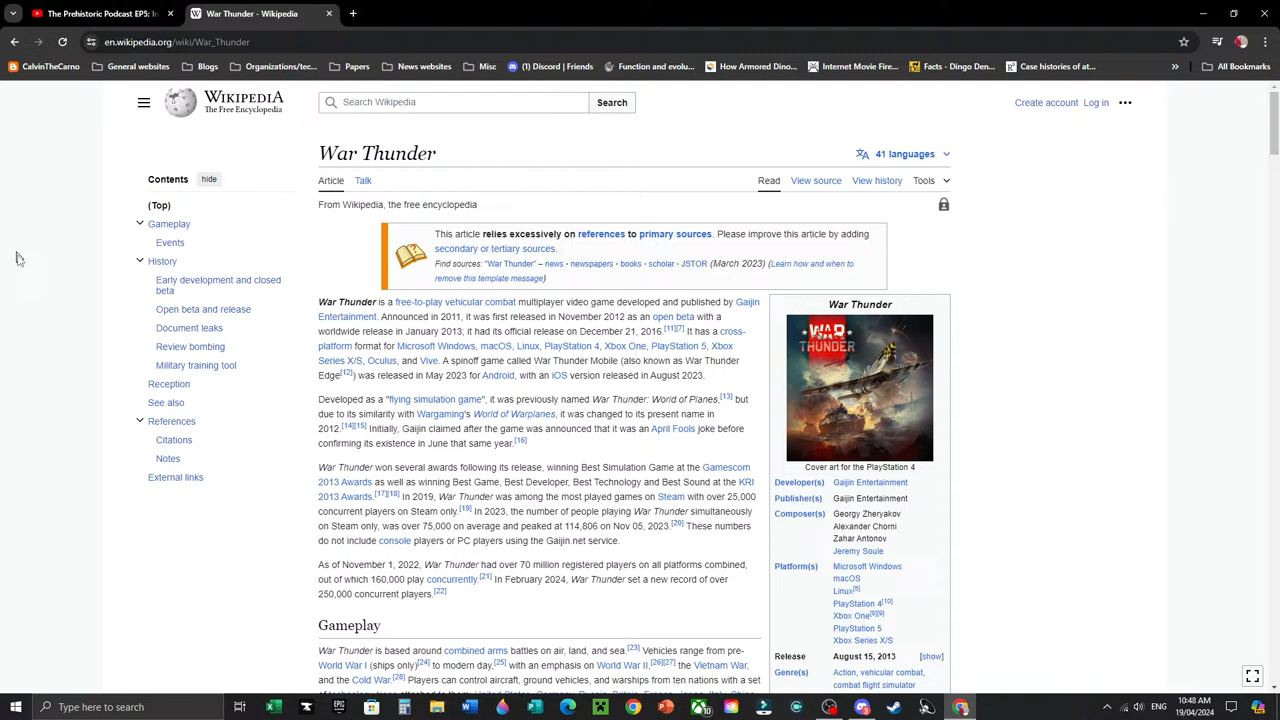 The Prehistoric Podcast EP5: I
War Thunder - Wikipedia
en.wikipedia.org/wiki/War_Thunder
CalvinTheCarno
General Folders
Wikis
General Infomation/...
Misc
(1) Discord | Friends
YouTube
Google
How Armored Dino...
International Fossil...
Facts - Dingo Den...
All Bookmarks
WIKIPEDIA
The Free Encyclopedia
Search Wikipedia
Search
Create account Log in
War Thunder
41 languages
Contents hide
Article Talk
Read View source View history Tools
(Top)
Gameplay
Events
History
Early development and closed
beta
Open beta and release
Document leaks
Review bombing
Military training tool
Reception
See also
References
Citations
Notes
External links
From Wikipedia, the free encyclopedia
This article relies excessively on references to primary sources. Please improve this article by adding
secondary or tertiary sources.
Find sources: "War Thunder" – news · newspapers · books · scholar · JSTOR (March 2023) (Learn how and when to
remove this template message)
War Thunder is a free-to-play vehicular combat multiplayer video game developed and published by Gaijin
Entertainment. Announced in 2011, it was first released in November 2012 as an open beta with a
worldwide release in January 2013; it had its official release on December 21, 2016.[11][7] It has a cross-
platform format for Microsoft Windows, macOS, Linux, PlayStation 4, Xbox One, PlayStation 5, Xbox
Series X/S, Oculus, and Vive. A spinoff game called War Thunder Mobile (also known as War Thunder
Edge[12]) was released in May 2023 for Android, with an iOS version released in August 2023.
Developed as a "flying simulation game", it was previously named War Thunder: World of Planes,[13] but
due to its similarity with Wargaming's World of Warplanes, it was changed to its present name in
2012.[14][15] Initially, Gaijin claimed after the game was announced that it was an April Fools joke before
confirming its existence in June that same year.[16]
War Thunder won several awards following its release, winning Best Simulation Game at the Gamescom
2013 Awards as well as winning Best Game, Best Developer, Best Technology and Best Sound at the KRI
2013 Awards.[17][18] In 2019, War Thunder was among the most played games on Steam with over 25,000
concurrent players on Steam only.[19] In 2023, the number of people playing War Thunder simultaneously
on Steam only, was over 75,000 on average and peaked at 114,806 on Nov 05, 2023.[20] These numbers
do not include console players or PC players using the Gaijin.net service.
As of November 1, 2022, War Thunder had over 70 million registered players on all platforms combined,
out of which 160,000 play concurrently.[21] In February 2024, War Thunder set a new record of over
250,000 concurrent players.[22]
Gameplay
War Thunder is based around combined arms battles on air, land, and sea.[23] Vehicles range from pre-
World War I (ships only)[24] to modern day,[25] with an emphasis on World War II,[26][27] the Vietnam War,
and the Cold War.[28] Players can control aircraft, ground vehicles, and warships from ten nations with a set
War Thunder
WAR
THUNDER
Cover art for the PlayStation 4
Developer(s) Gaijin Entertainment
Publisher(s) Gaijin Entertainment
Composer(s) Georgy Zheryakov
Alexander Chorni
Zahar Antonov
Jeremy Soule
Platform(s) Microsoft Windows
macOS
Linux[5]
PlayStation 4[10]
Xbox One[8][9]
PlayStation 5
Xbox Series X/S
Release August 15, 2013 [show]
Genre(s) Action, vehicular combat,
combat flight simulator
Type here to search
10:48 AM
19/04/2024